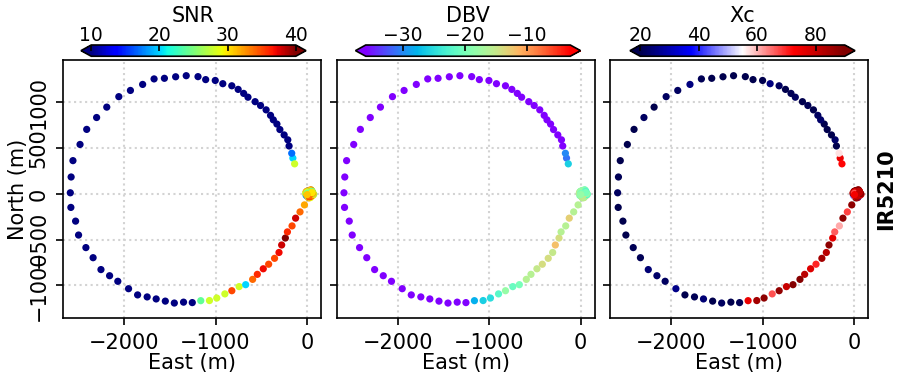 SNR DBV Xc
10 20 30 40 −30 −20 −10 20 40 60 80
North (m)
1000
500
0
−500
−1000
IR5210
−2000 −1000 0 −2000 −1000 0 −2000 −1000 0
East (m) East (m) East (m)